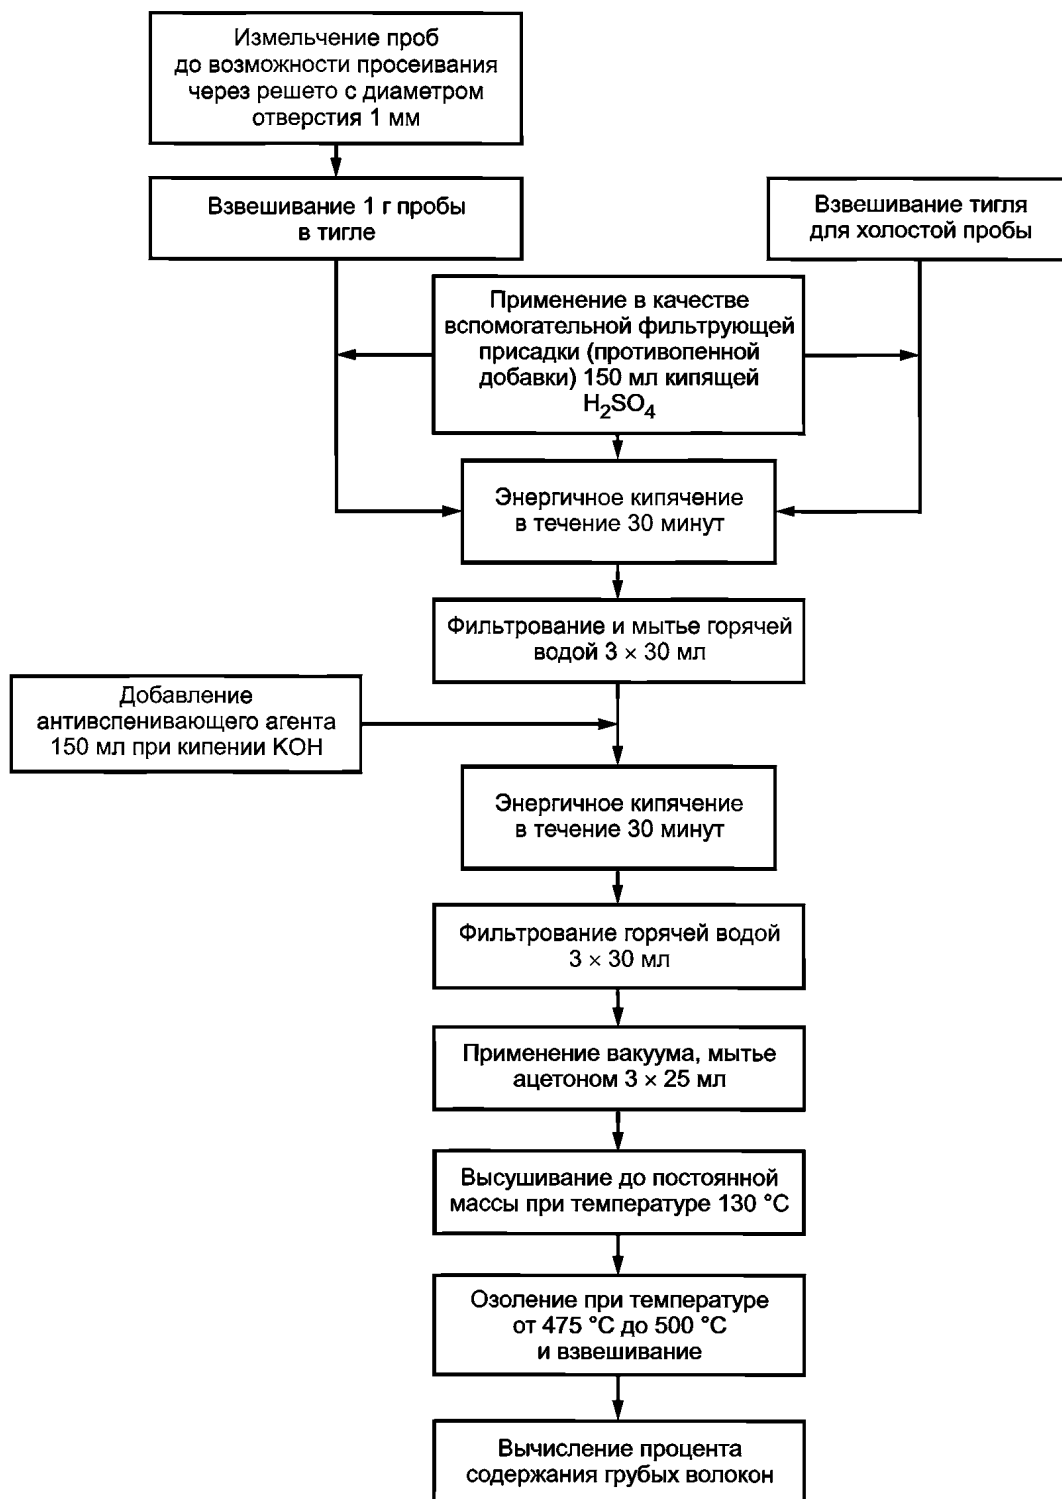 Измельчение проб
до возможности просеивания
через решето с диаметром
отверстия 1 мм
Взвешивание 1 г пробы
в тигле
Взвешивание тигля
для холостой пробы
Применение в качестве
вспомогательной фильтрующей
присадки (противопенной
добавки) 150 мл кипящей
H₂SO₄
Энергичное кипячение
в течение 30 минут
Фильтрование и мытье горячей
водой 3 × 30 мл
Добавление
антивспенивающего агента
150 мл при кипении KOH
Энергичное кипячение
в течение 30 минут
Фильтрование горячей водой
3 × 30 мл
Применение вакуума, мытье
ацетоном 3 × 25 мл
Высушивание до постоянной
массы при температуре 130 °C
Озоление при температуре
от 475 °C до 500 °C
и взвешивание
Вычисление процента
содержания грубых волокон